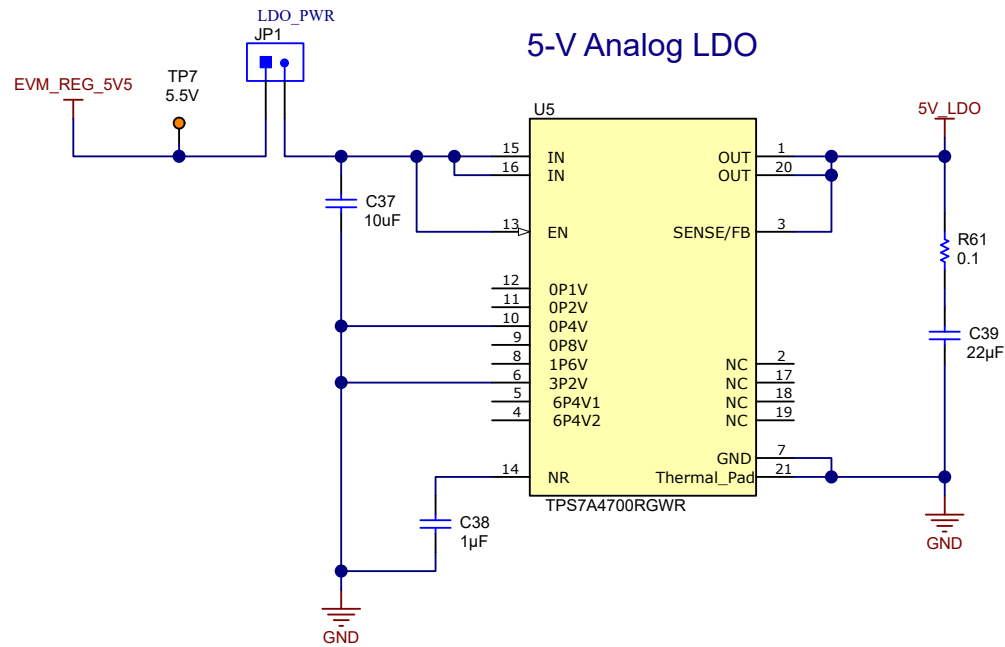 LDO_PWR
JP1
5-V Analog LDO
EVM_REG_5V5
TP7
5.5V
U5
5V_LDO
15 IN OUT 1
16 IN OUT 20
C37
10uF
13 EN SENSE/FB 3
R61
0.1
12 0P1V
11 0P2V
10 0P4V
9 0P8V
C39
22µF
8 1P6V NC 2
6 3P2V NC 17
5 6P4V1 NC 18
4 6P4V2 NC 19
GND 7
14 NR Thermal_Pad 21
TPS7A4700RGWR
C38
1µF
GND
GND